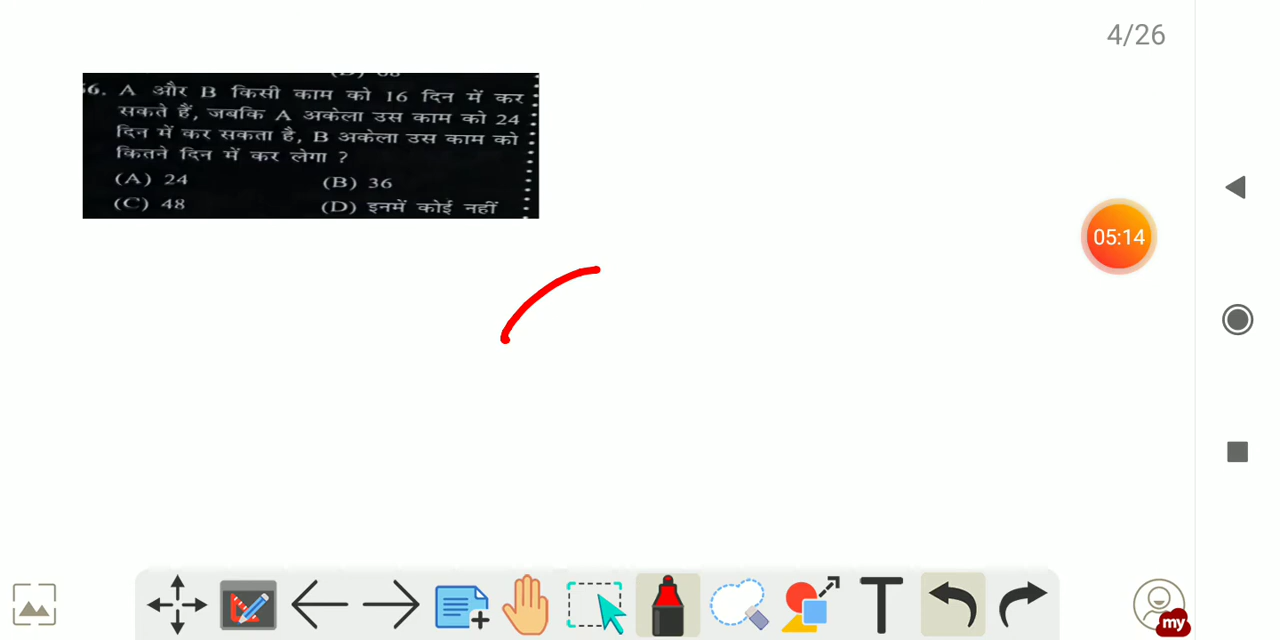 4/26
66. A और B किसी काम को 16 दिन में कर
सकते हैं, जबकि A अकेला उस काम को 24
दिन में कर सकता है, B अकेला उस काम को
कितने दिन में कर लेगा ?
(A) 24 (B) 36
(C) 48 (D) इनमें कोई नहीं
05:14
T
my